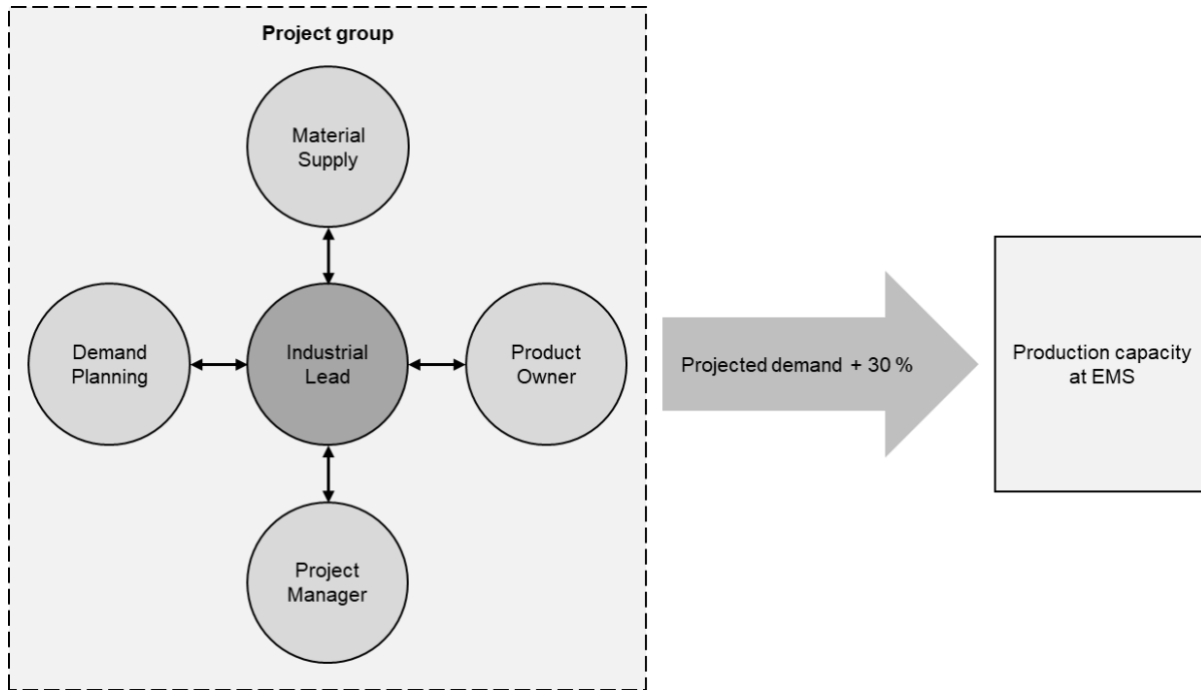 Project group
Material
Supply
Demand
Planning
Industrial
Lead
Product
Owner
Project
Manager
Projected demand + 30 %
Production capacity
at EMS